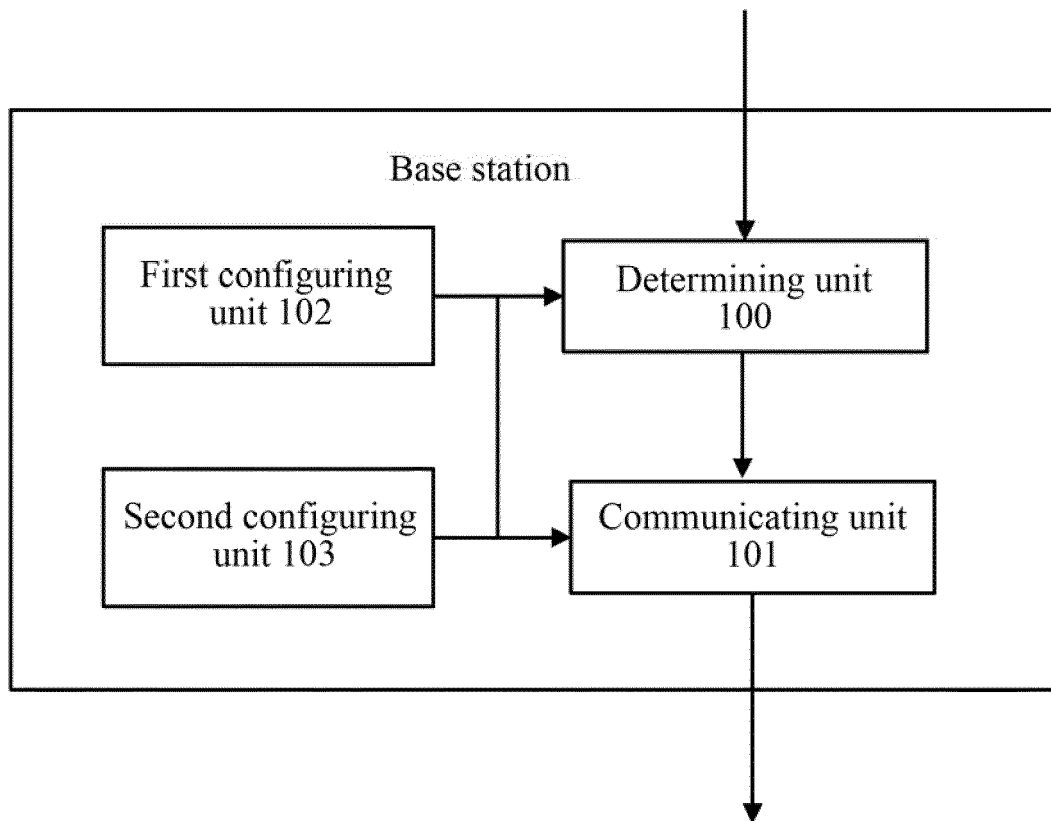 Base station
First configuring
unit 102
Determining unit
100
Second configuring
unit 103
Communicating unit
101